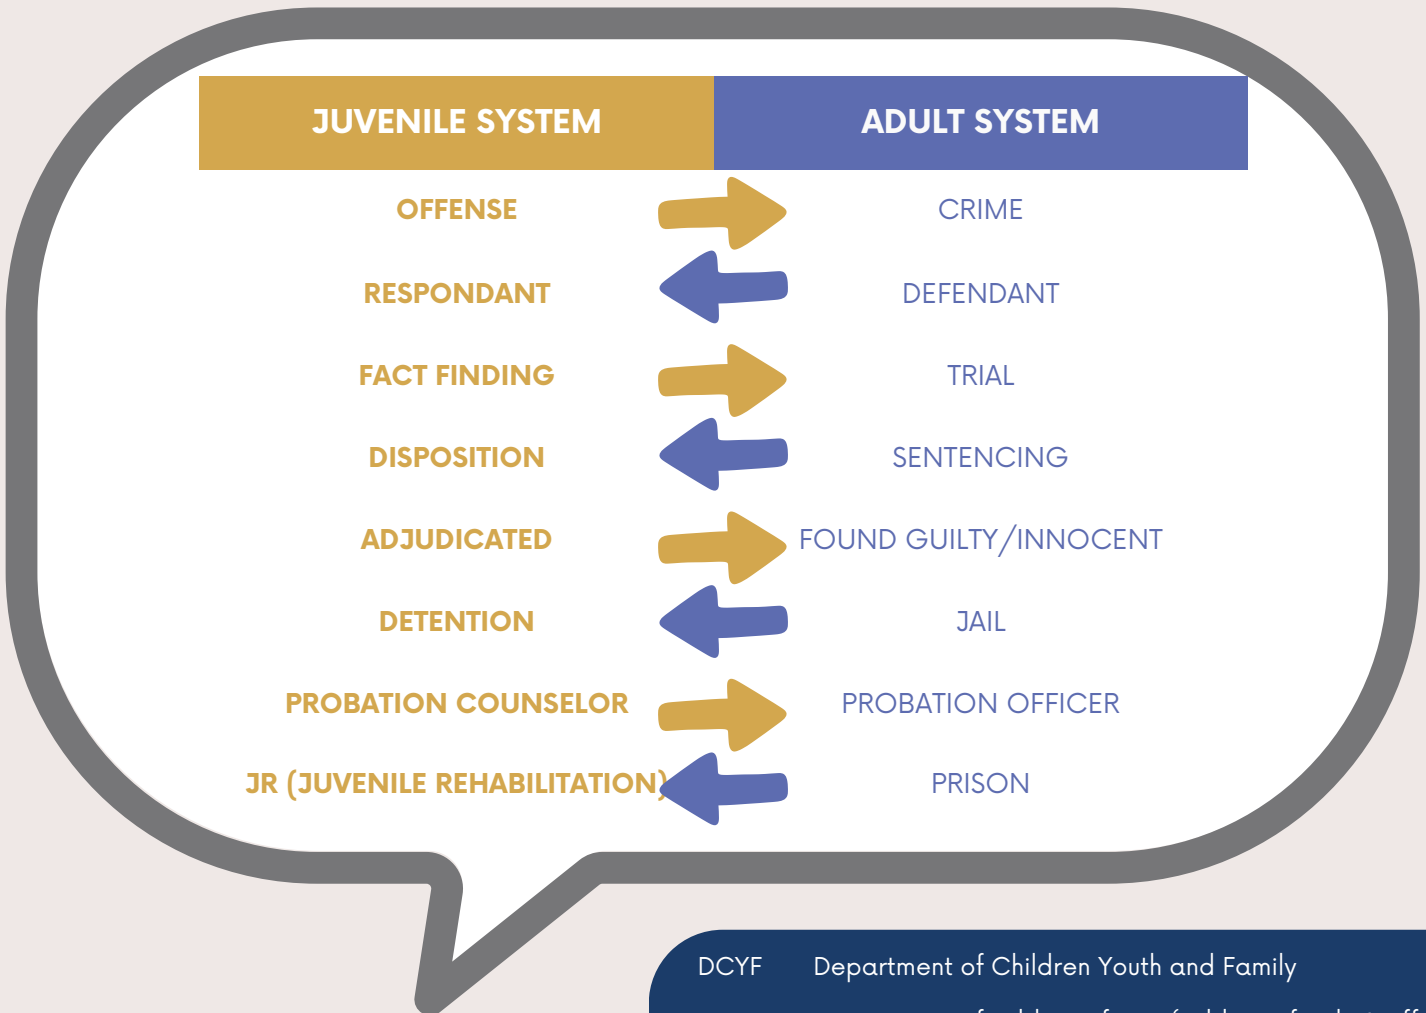 JUVENILE SYSTEM ADULT SYSTEM
OFFENSE CRIME
RESPONDANT DEFENDANT
FACT FINDING TRIAL
DISPOSITION SENTENCING
ADJUDICATED FOUND GUILTY/INNOCENT
DETENTION JAIL
PROBATION COUNSELOR PROBATION OFFICER
JR (JUVENILE REHABILITATION) PRISON
DCYF Department of Children Youth and Family